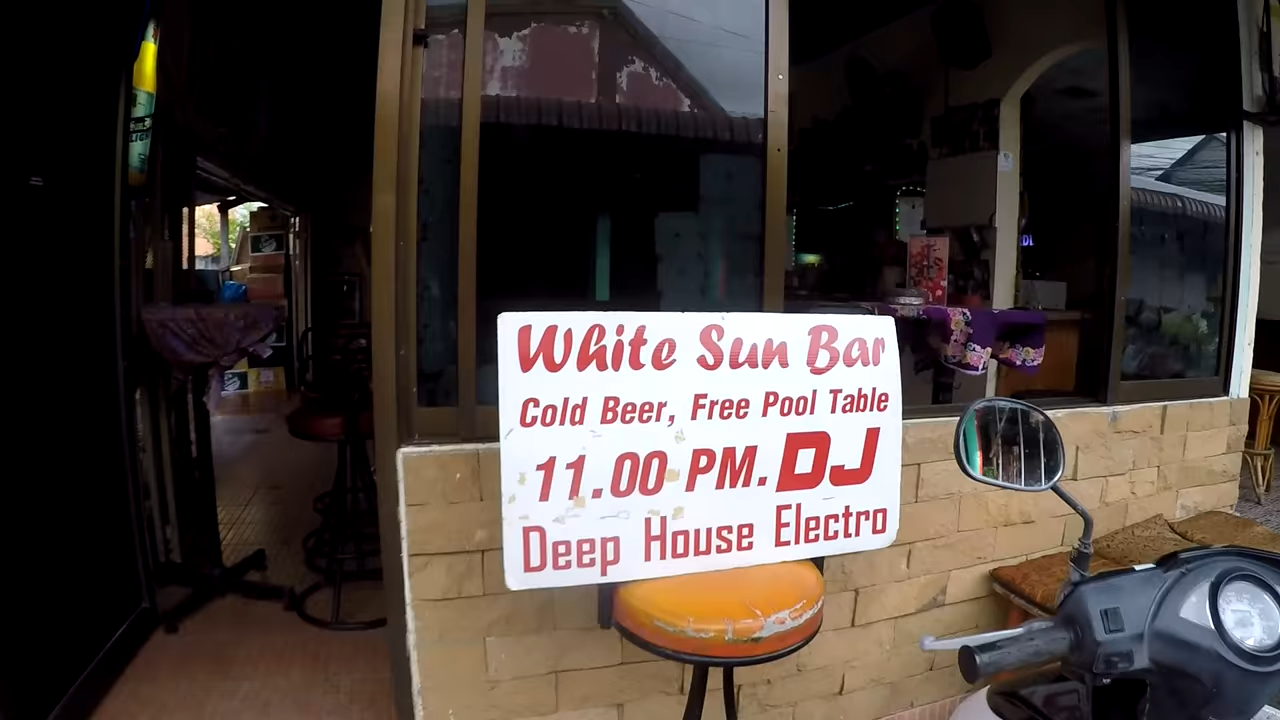 White Sun Bar
Cold Beer, Free Pool Table
11.00 PM. DJ
Deep House Electro